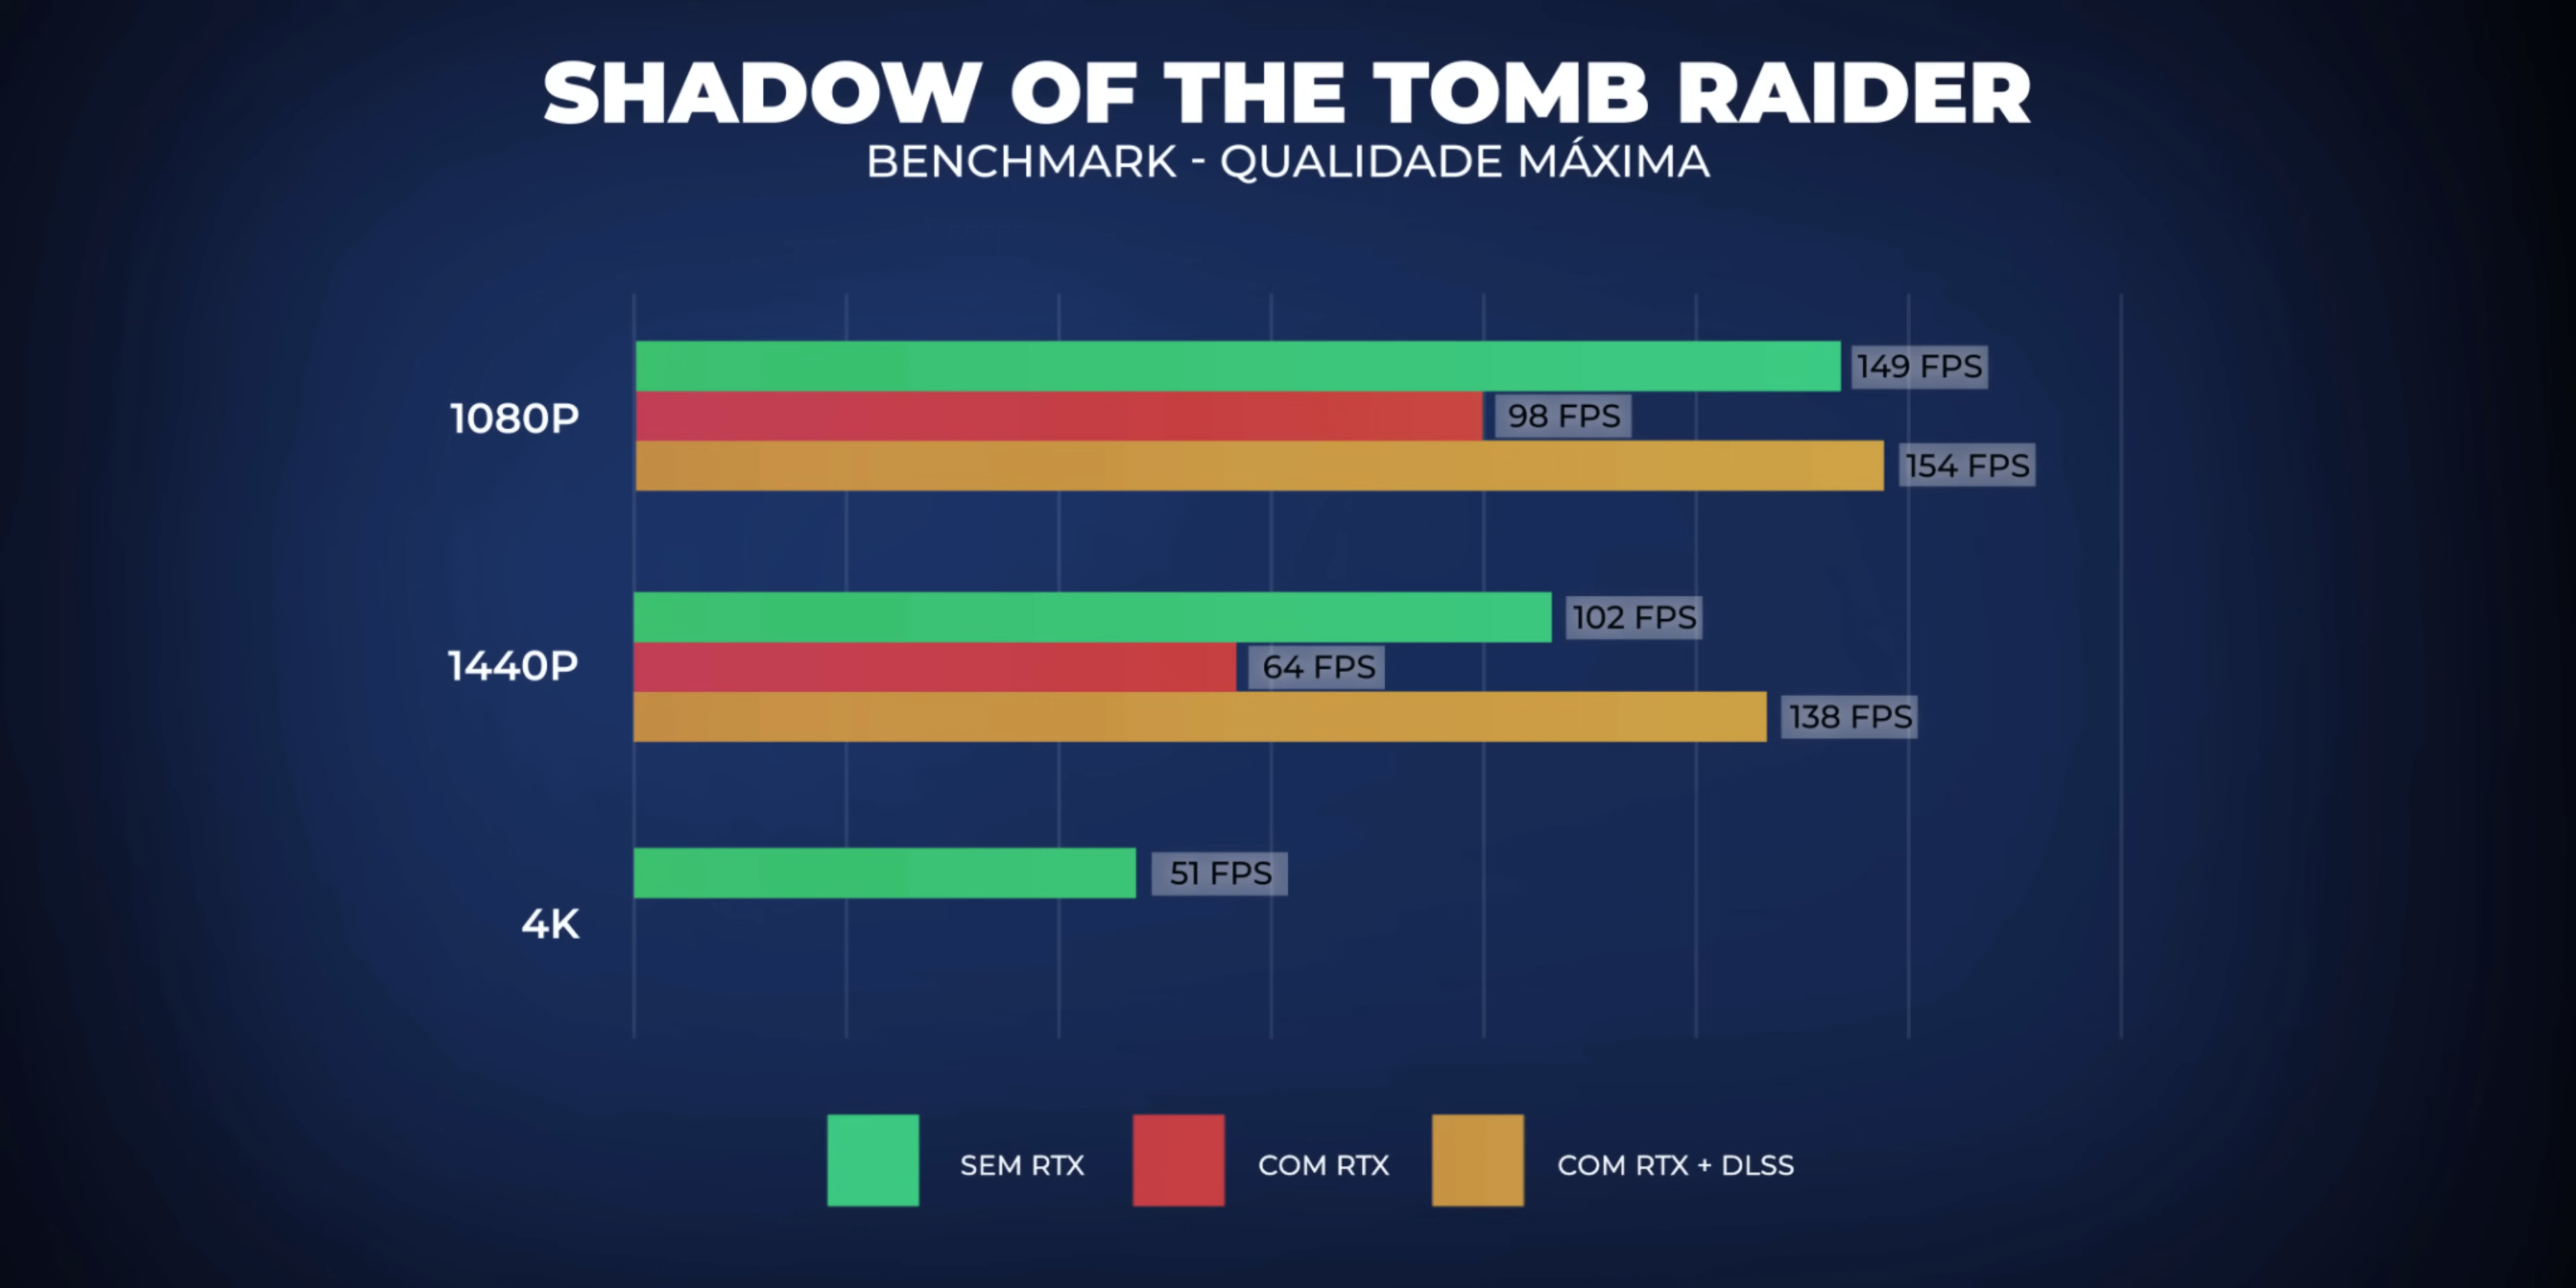 SHADOW OF THE TOMB RAIDER
BENCHMARK - QUALIDADE MÁXIMA
1080P
149 FPS
98 FPS
154 FPS
1440P
102 FPS
64 FPS
138 FPS
4K
51 FPS
SEM RTX
COM RTX
COM RTX + DLSS